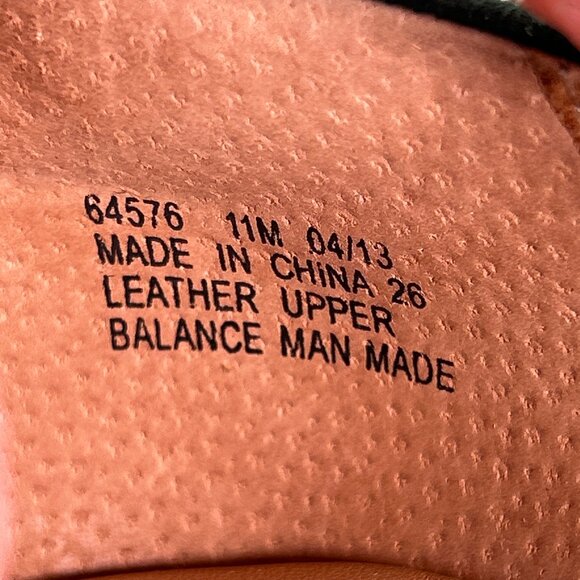 64576 11M 04/13
MADE IN CHINA 26
LEATHER UPPER
BALANCE MAN MADE